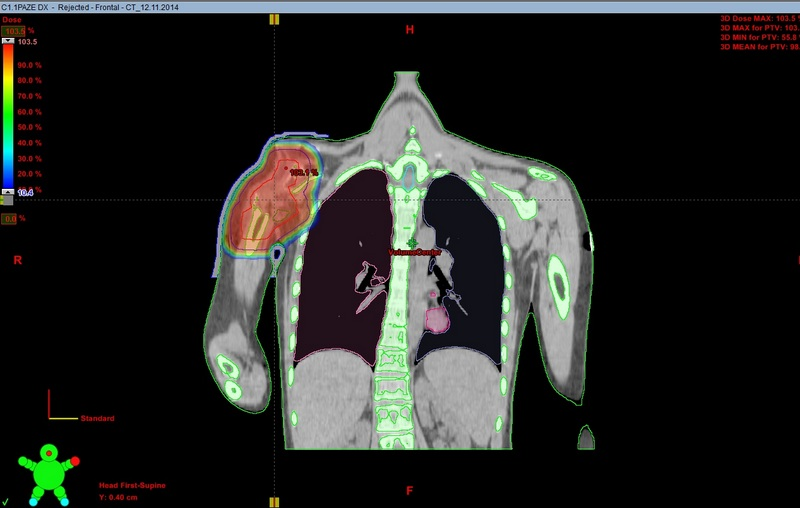 C1.1PAZE DX - Rejected - Frontal - CT_12.11.2014
Dose
103.5 %
103.5
90.0 %
80.0 %
70.0 %
60.0 %
50.0 %
40.0 %
30.0 %
20.0 %
10.4
0.0 %
3D Dose MAX: 103.5 %
3D MAX for PTV: 103.
3D MIN for PTV: 55.8
3D MEAN for PTV: 98.
H
R
VolumeCenter
Standard
Head First-Supine
Y: 0.40 cm
F